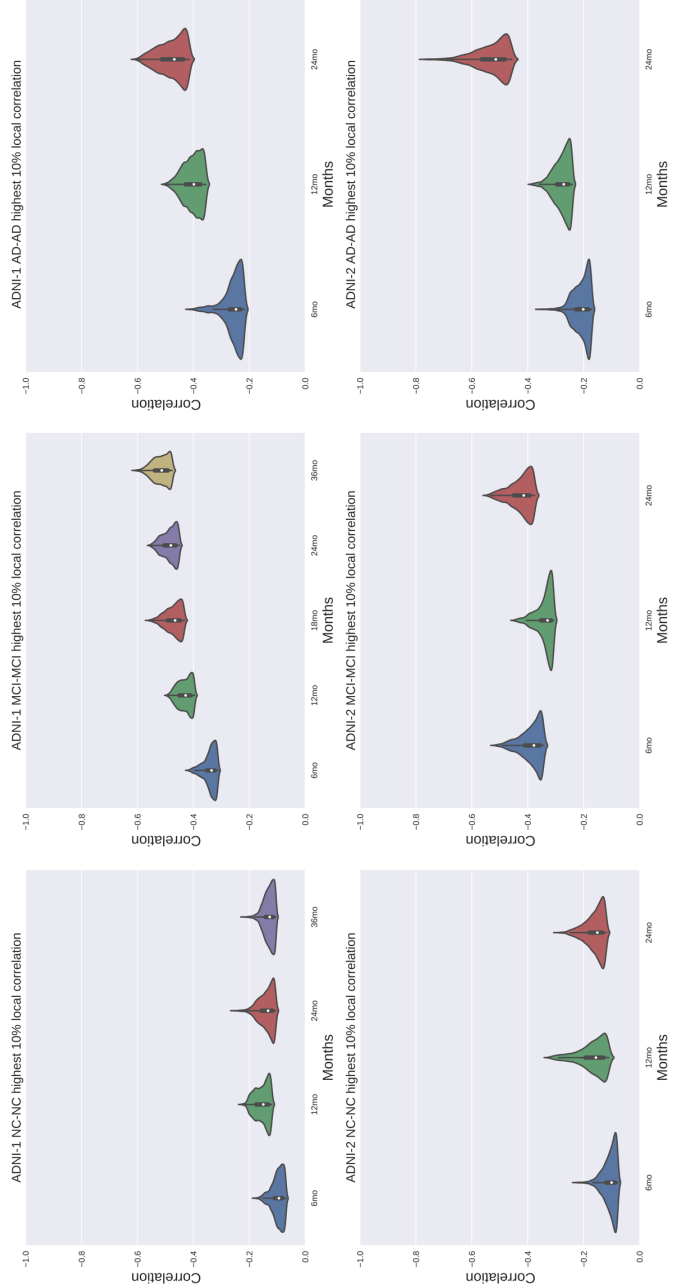 ADNI-1 NC-NC highest 10% local correlation
Correlation
−1.0
−0.8
−0.6
−0.4
−0.2
0.0
6mo 12mo 24mo 36mo
Months
ADNI-1 MCI-MCI highest 10% local correlation
Correlation
−1.0
−0.8
−0.6
−0.4
−0.2
0.0
6mo 12mo 18mo 24mo 36mo
Months
ADNI-1 AD-AD highest 10% local correlation
Correlation
−1.0
−0.8
−0.6
−0.4
−0.2
0.0
6mo 12mo 24mo
Months
ADNI-2 NC-NC highest 10% local correlation
Correlation
−1.0
−0.8
−0.6
−0.4
−0.2
0.0
6mo 12mo 24mo
Months
ADNI-2 MCI-MCI highest 10% local correlation
Correlation
−1.0
−0.8
−0.6
−0.4
−0.2
0.0
6mo 12mo 24mo
Months
ADNI-2 AD-AD highest 10% local correlation
Correlation
−1.0
−0.8
−0.6
−0.4
−0.2
0.0
6mo 12mo 24mo
Months